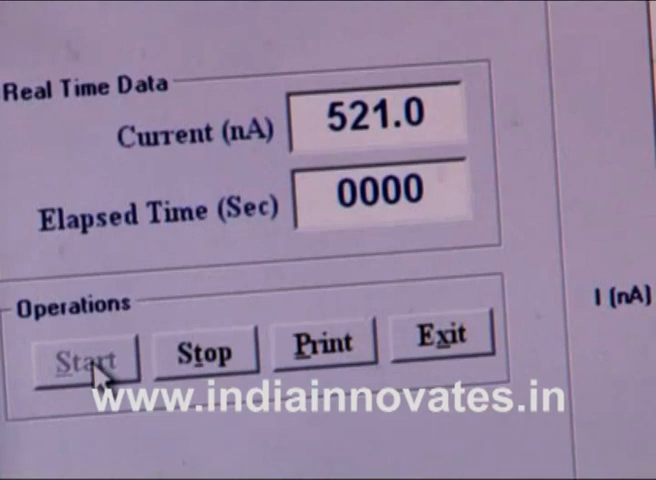 Real Time Data
Current (nA) 521.0
Elapsed Time (Sec) 0000
Operations
I (nA)
Start Stop Print Exit
www.indiainnovates.in